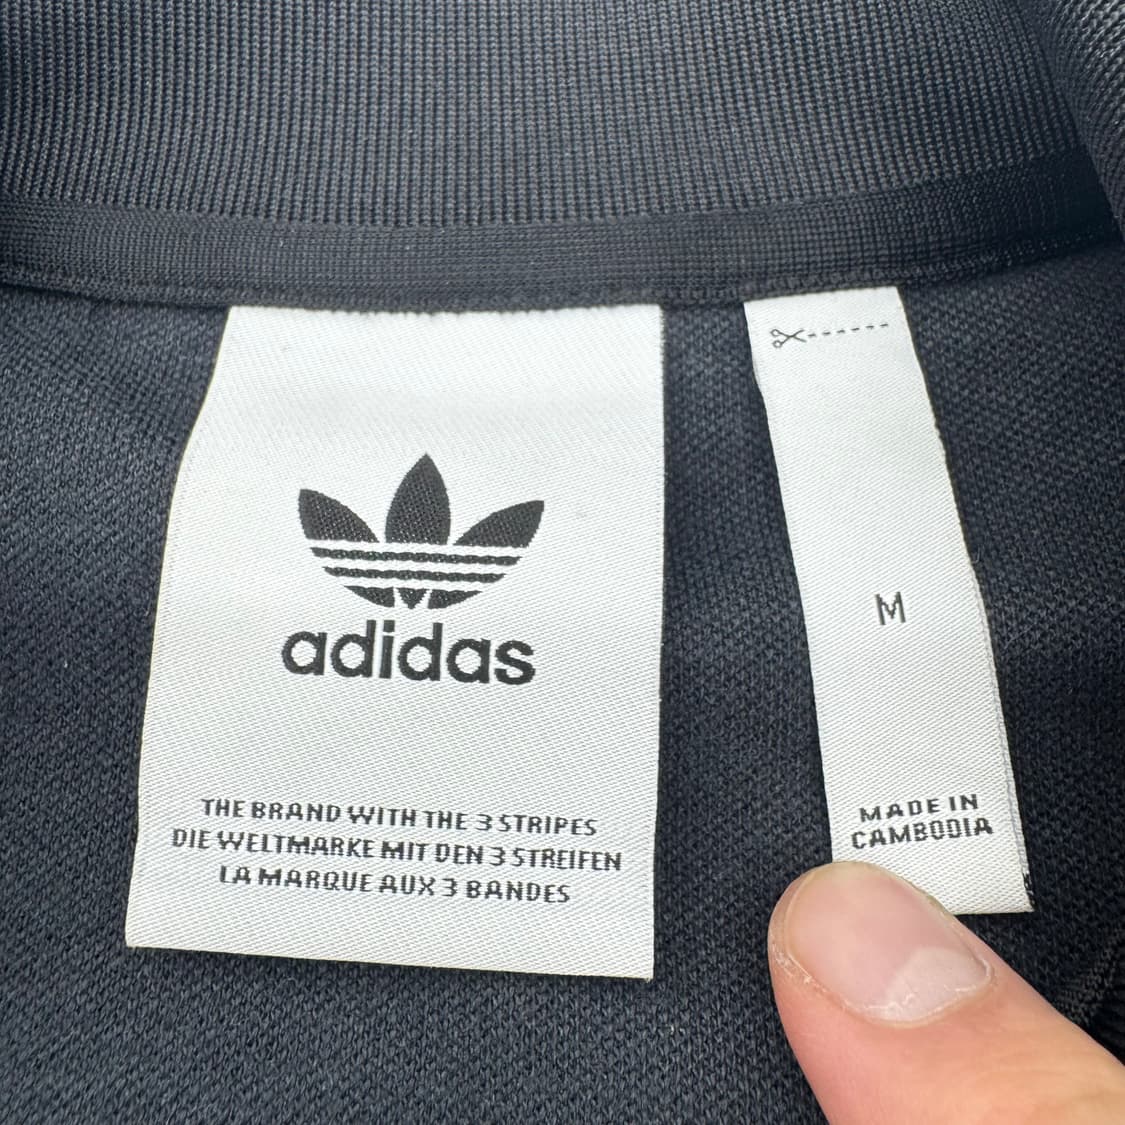 adidas
THE BRAND WITH THE 3 STRIPES
DIE WELTMARKE MIT DEN 3 STREIFEN
LA MARQUE AUX 3 BANDES
M
MADE IN
CAMBODIA